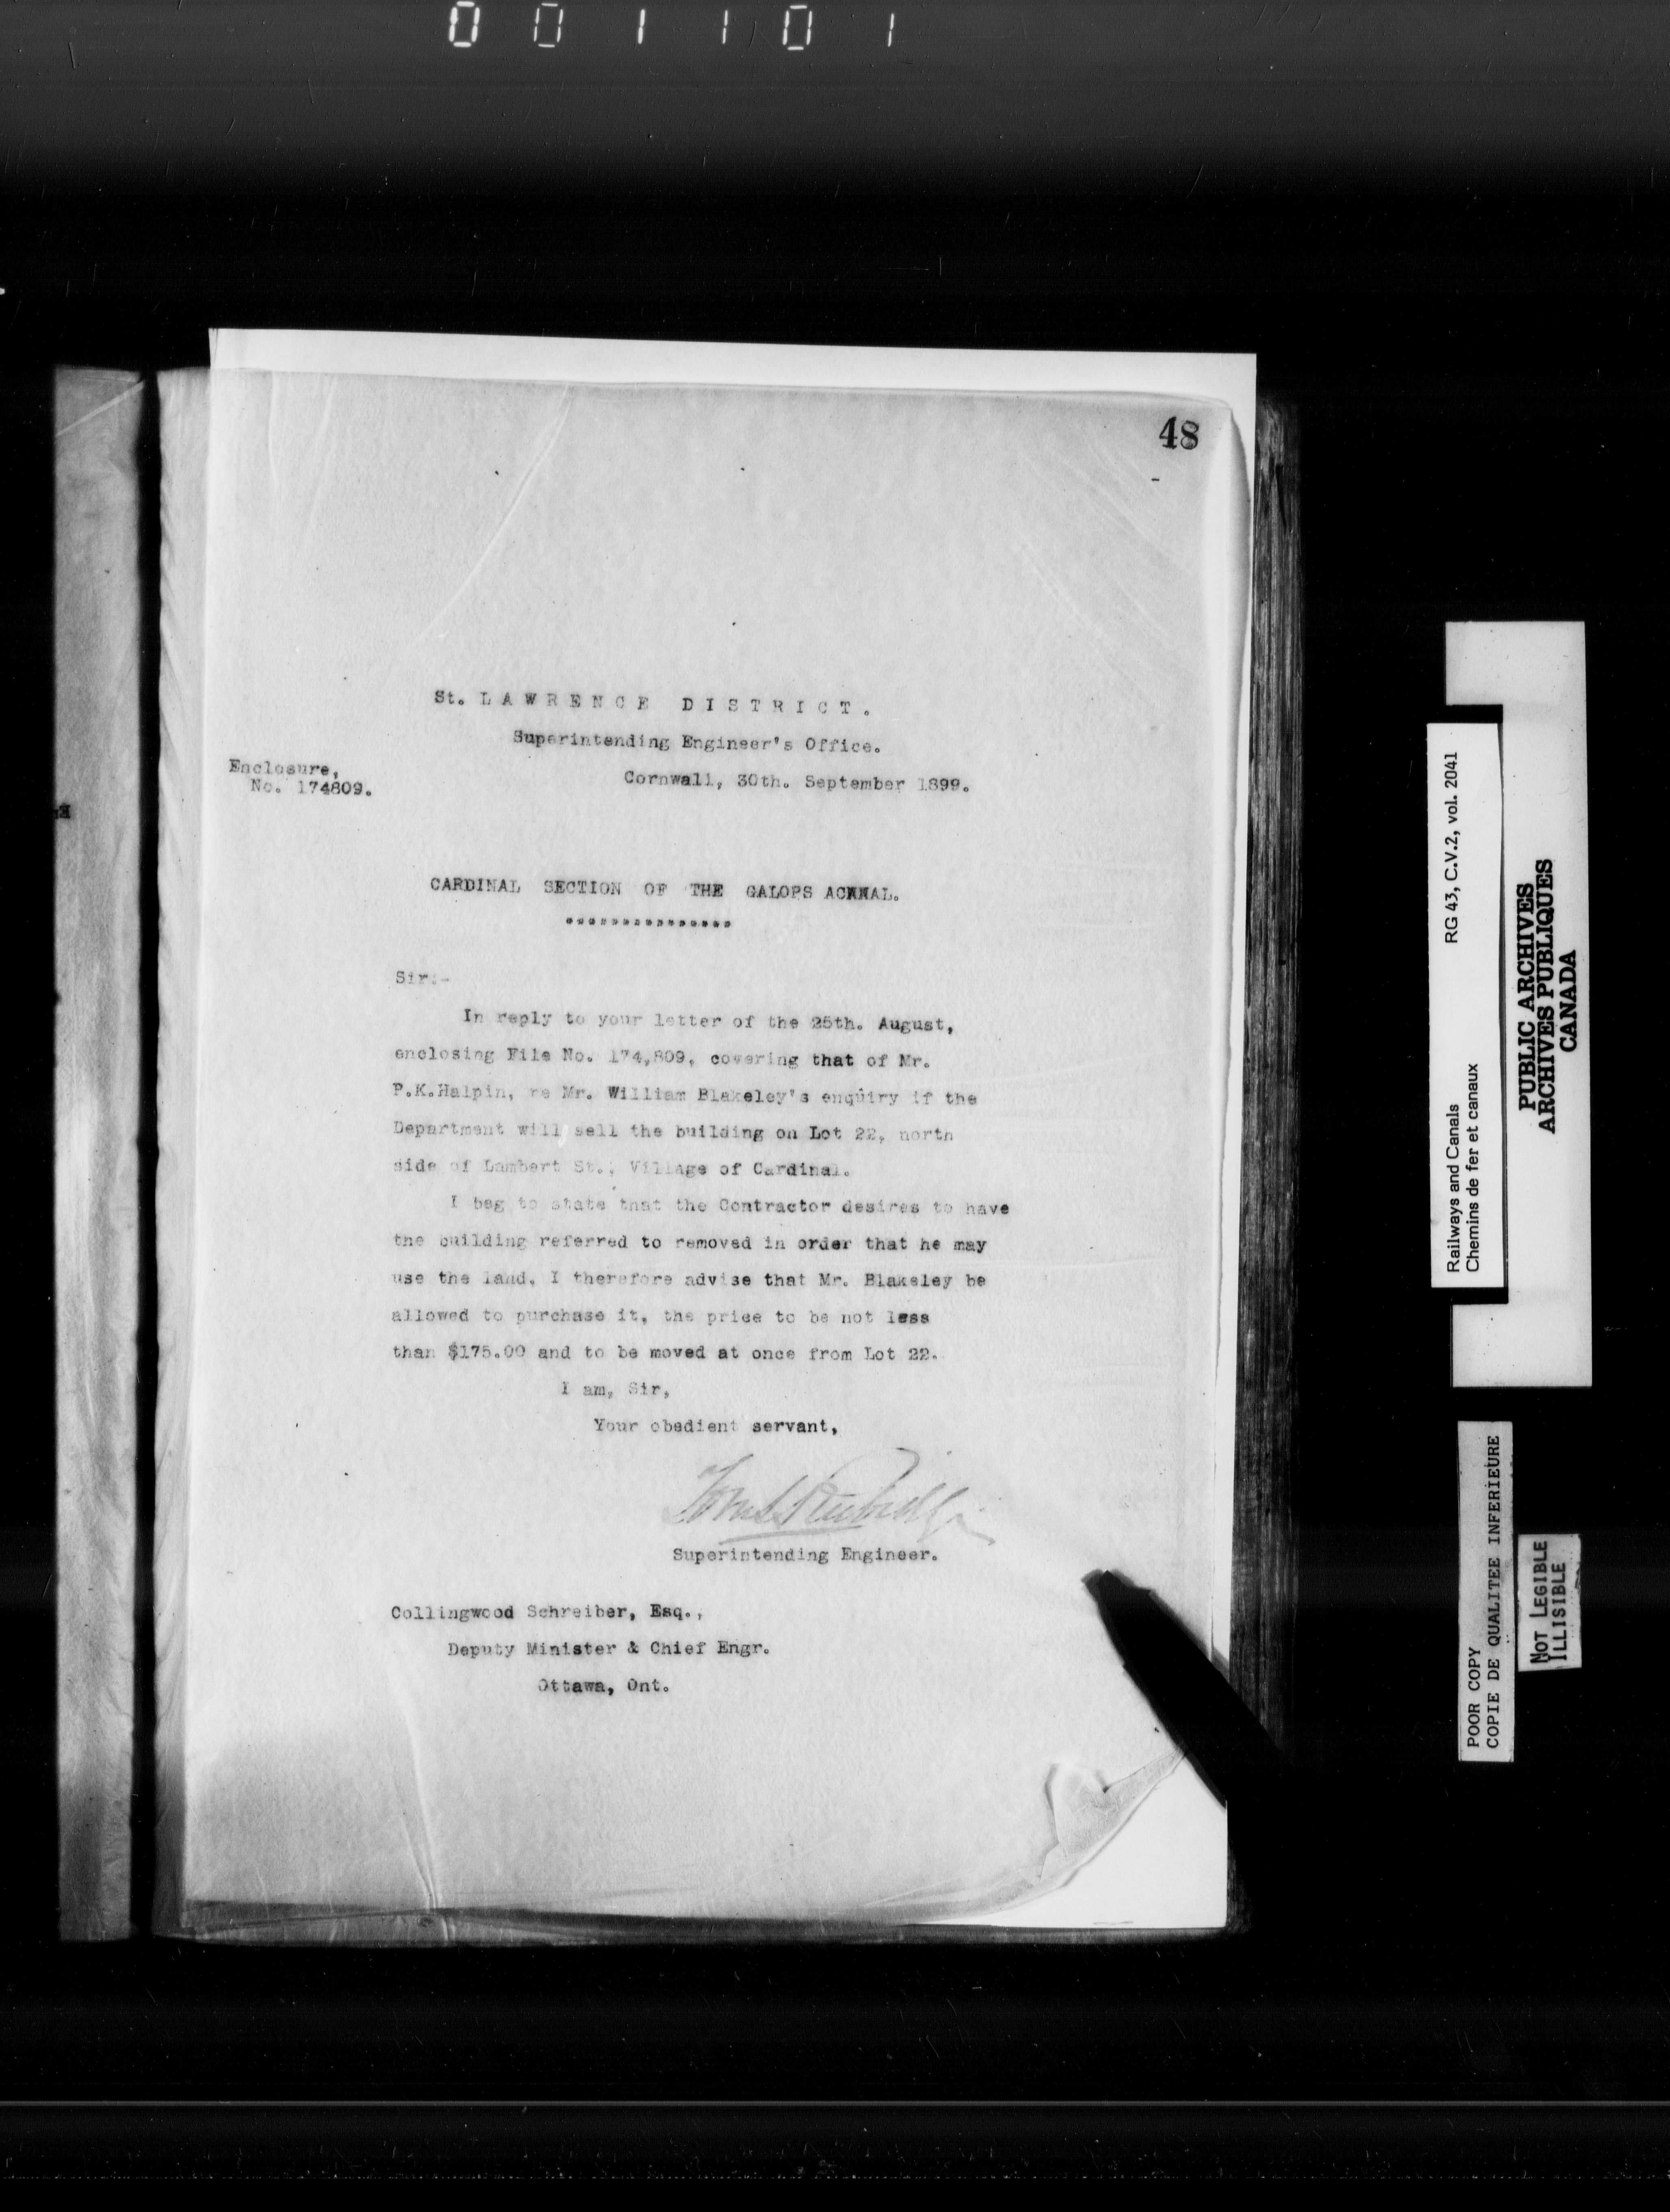 001101
48
St. LAWRENCE DISTRICT.
Superintending Engineer's Office.
Enclosure,
No. 174809.
Cornwall, 30th. September 1899.
CARDINAL SECTION OF THE GALOPS ACNNAL.
Sir:-
In reply to your letter of the 25th. August,
enclosing File No. 174,809, covering that of Mr.
P.K.Halpin, re Mr. William Blakeley's enquiry if the
Department will sell the building on Lot 22, north
side of Lambert St., Village of Cardinal.
I beg to state that the Contractor desires to have
the building referred to removed in order that he may
use the land, I therefore advise that Mr. Blakeley be
allowed to purchase it, the price to be not less
than $175.00 and to be moved at once from Lot 22.
I am, Sir,
Your obedient servant,
Superintending Engineer.
Collingwood Schreiber, Esq.,
Deputy Minister & Chief Engr.
Ottawa, Ont.
Railways and Canals RG 43, C.V.2, vol. 2041
Chemins de fer et canaux
PUBLIC ARCHIVES
ARCHIVES PUBLIQUES
CANADA
POOR COPY
COPIE DE QUALITEE INFERIEURE
NOT LEGIBLE
ILLISIBLE